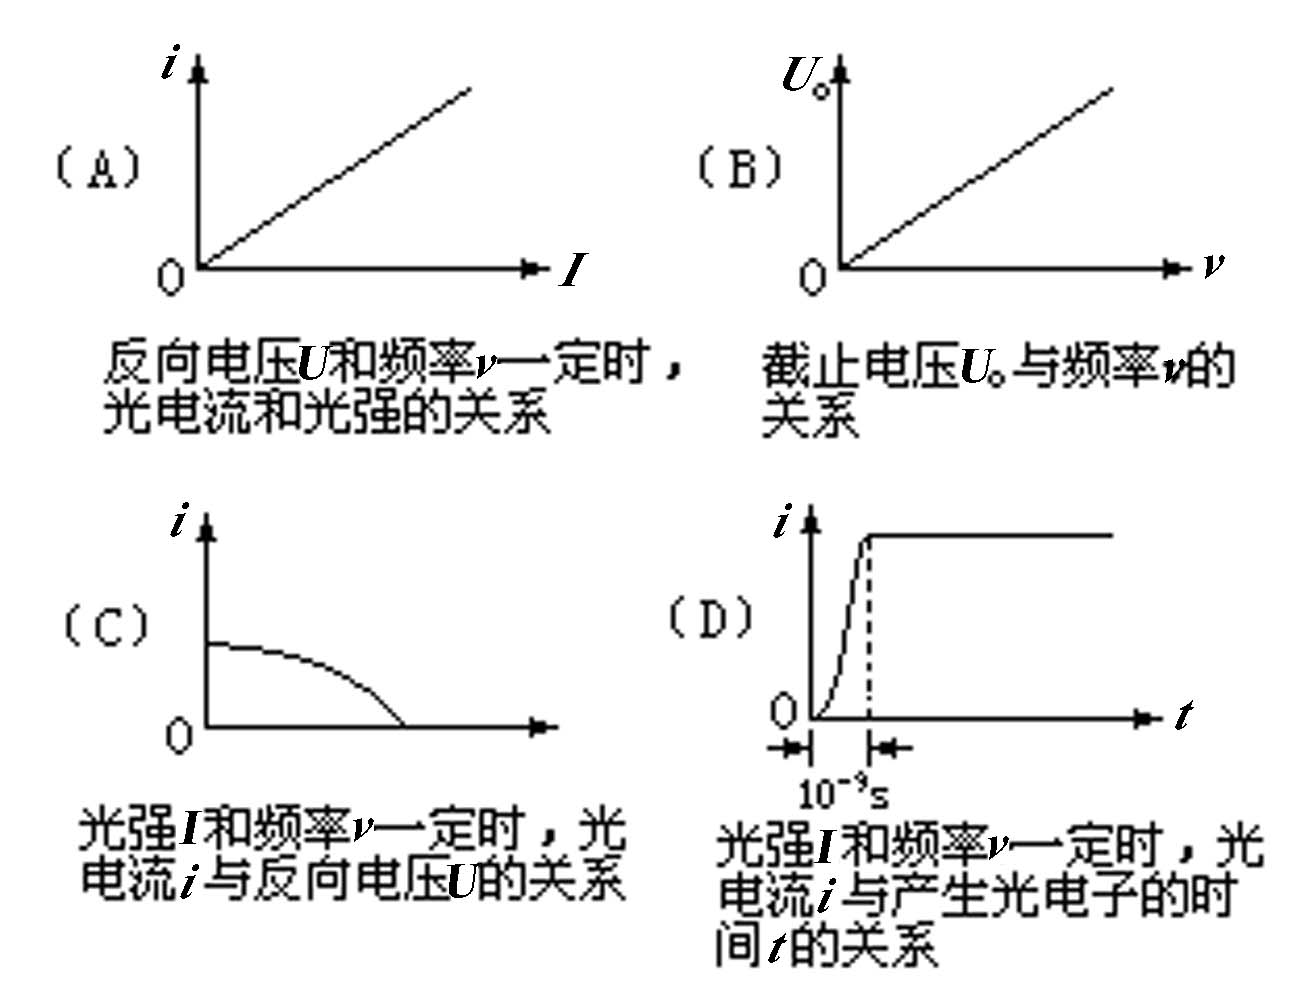 i
(A)
O
I
反向电压U和频率ν一定时，
光电流和光强的关系
U₀
(B)
O
ν
截止电压U₀与频率ν的
关系
i
(C)
O
光强I和频率ν一定时，光
电流i与反向电压U的关系
i
(D)
O
t
10⁻⁹s
光强I和频率ν一定时，光
电流i与产生光电子的时
间t的关系